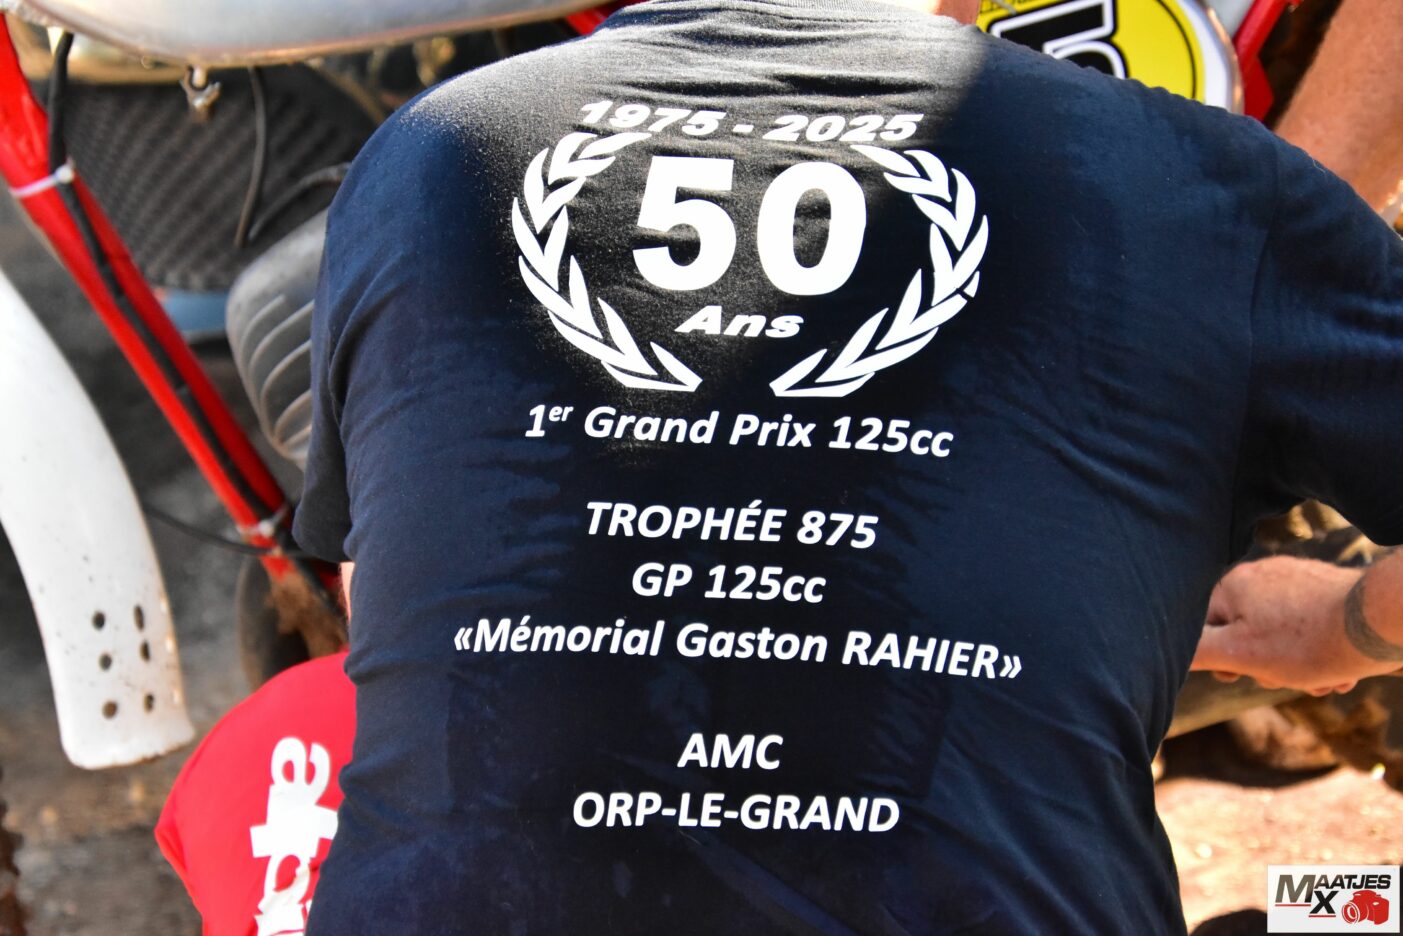 1975 - 2025
50
Ans
1er Grand Prix 125cc
TROPHÉE 875
GP 125cc
«Mémorial Gaston RAHIER»
AMC
ORP-LE-GRAND
MAATJES
MX